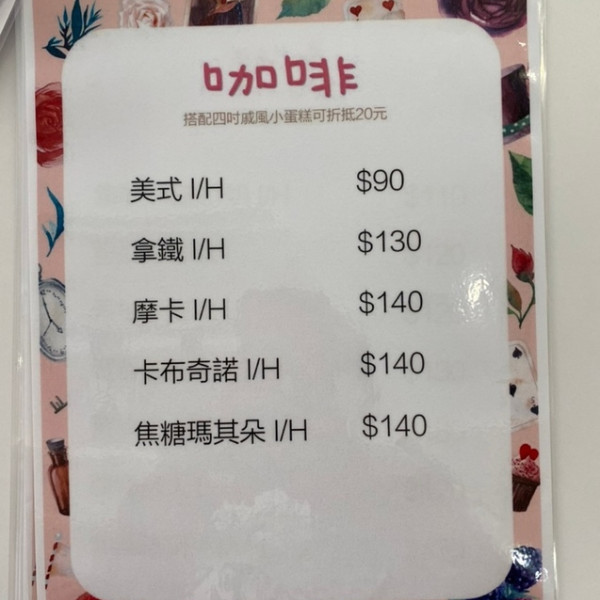 咖啡
搭配四吋戚風小蛋糕可折抵20元
美式 I/H $90
拿鐵 I/H $130
摩卡 I/H $140
卡布奇諾 I/H $140
焦糖瑪其朵 I/H $140